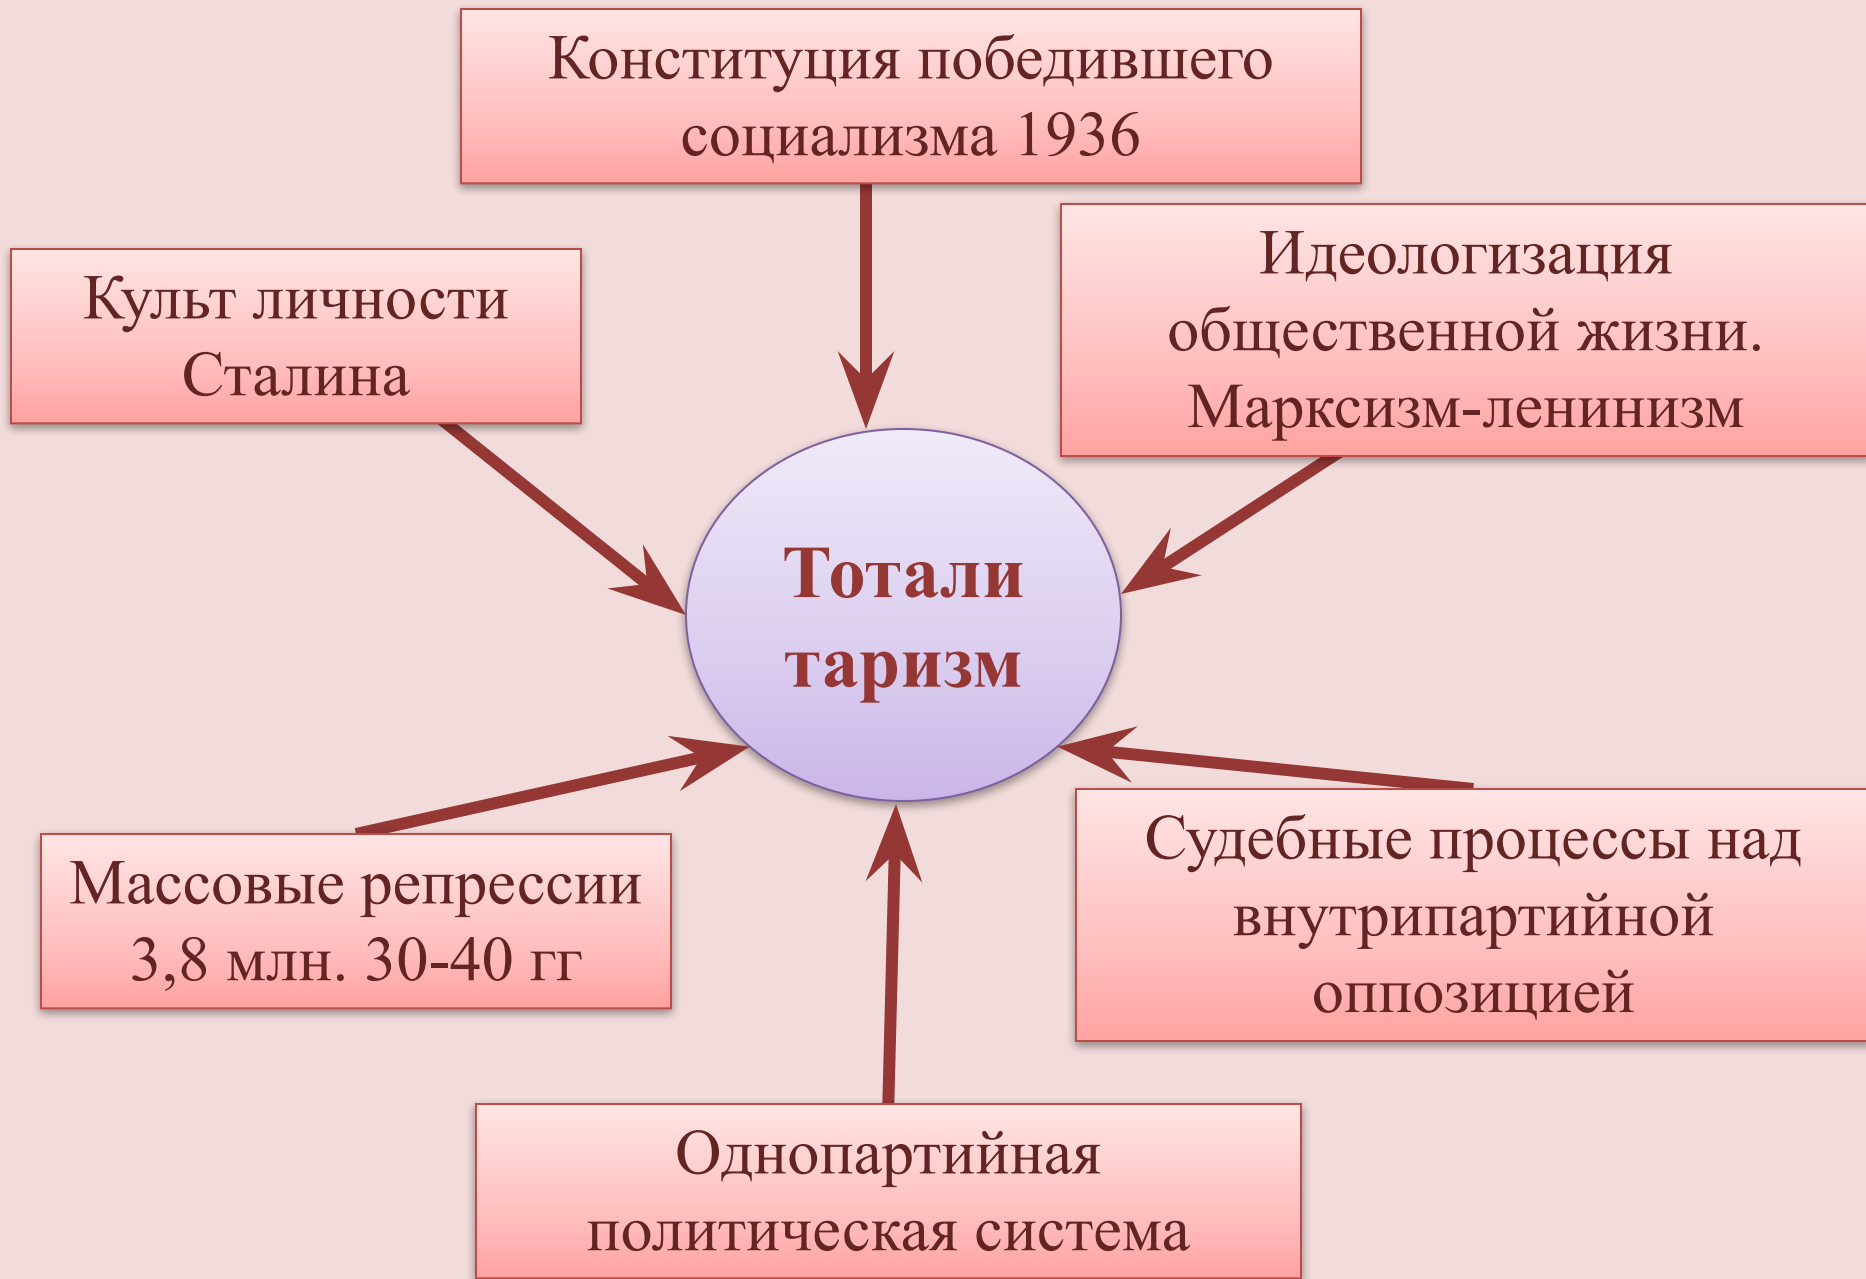 Конституция победившего
социализма 1936
Культ личности
Сталина
Идеологизация
общественной жизни.
Марксизм-ленинизм
Тотали
таризм
Массовые репрессии
3,8 млн. 30-40 гг
Судебные процессы над
внутрипартийной
оппозицией
Однопартийная
политическая система